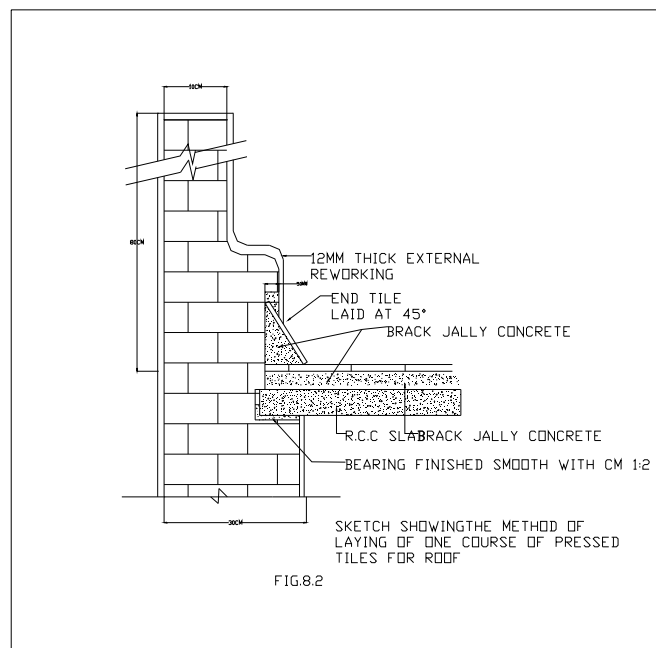 10CM
80CM
12MM THICK EXTERNAL
REWORKING
END TILE
LAID AT 45°
BRACK JALLY CONCRETE
R.C.C SLAB
BRACK JALLY CONCRETE
BEARING FINISHED SMOOTH WITH CM 1:2
30CM
SKETCH SHOWINGTHE METHOD OF
LAYING OF ONE COURSE OF PRESSED
TILES FOR ROOF
FIG.8.2